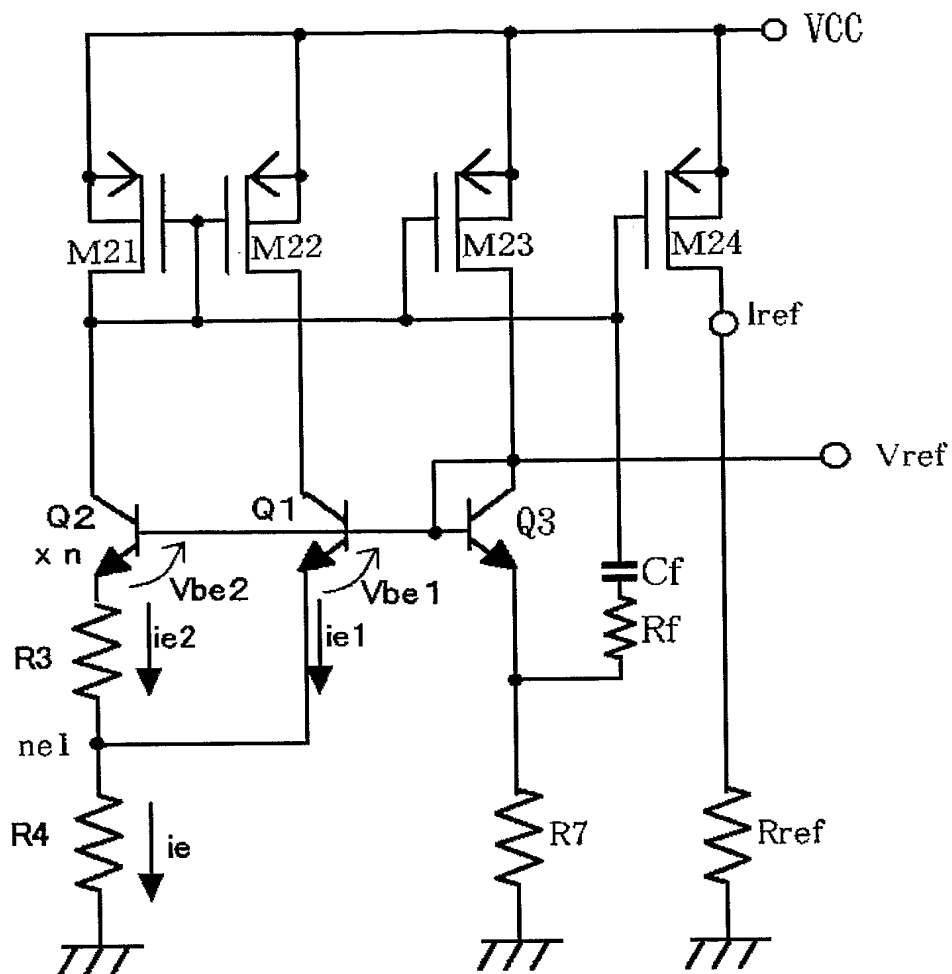 VCC
M21
M22
M23
M24
Iref
Vref
Q2
x n
Q1
Q3
Vbe2
Vbe1
Cf
Rf
R3
ie2
ie1
ne1
R4
ie
R7
Rref